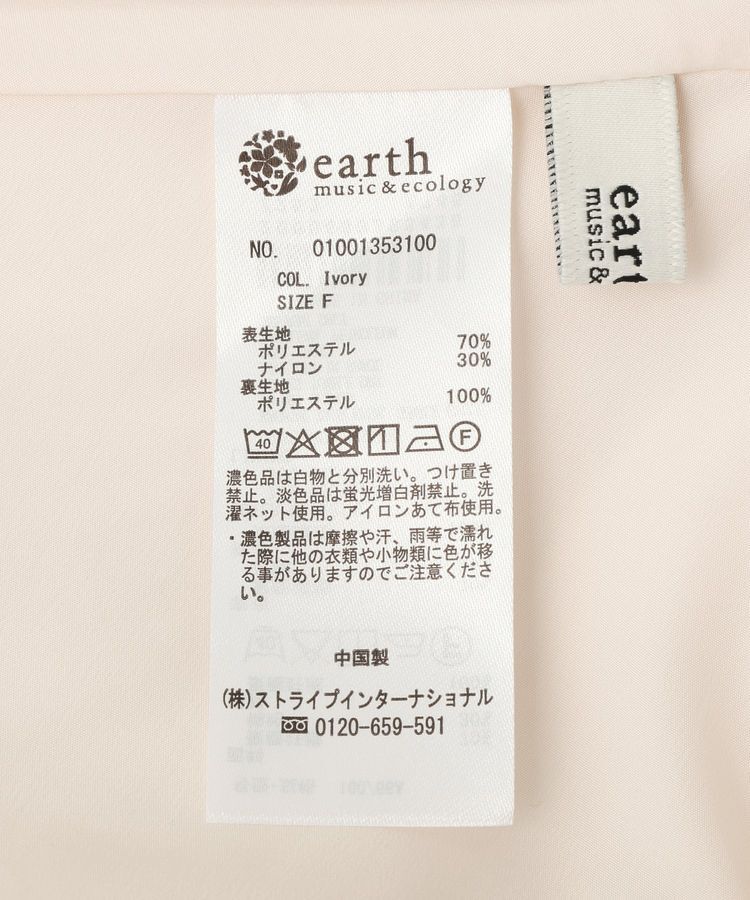 earth
music & ecology
NO. 01001353100
COL. Ivory
SIZE F
表生地
ポリエステル 70%
ナイロン 30%
裏生地
ポリエステル 100%
40
F
濃色品は白物と分別洗い。つけ置き
禁止。淡色品は蛍光増白剤禁止。洗
濯ネット使用。アイロンあて布使用。
・濃色製品は摩擦や汗、雨等で濡れ
た際に他の衣類や小物類に色が移
る事がありますのでご注意くださ
い。
中国製
(株)ストライプインターナショナル
0120-659-591
eart
music &